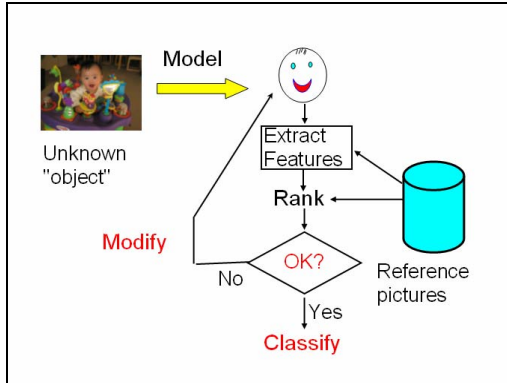 Model
Unknown
"object"
Extract
Features
Rank
Modify
OK?
No
Reference
pictures
Yes
Classify